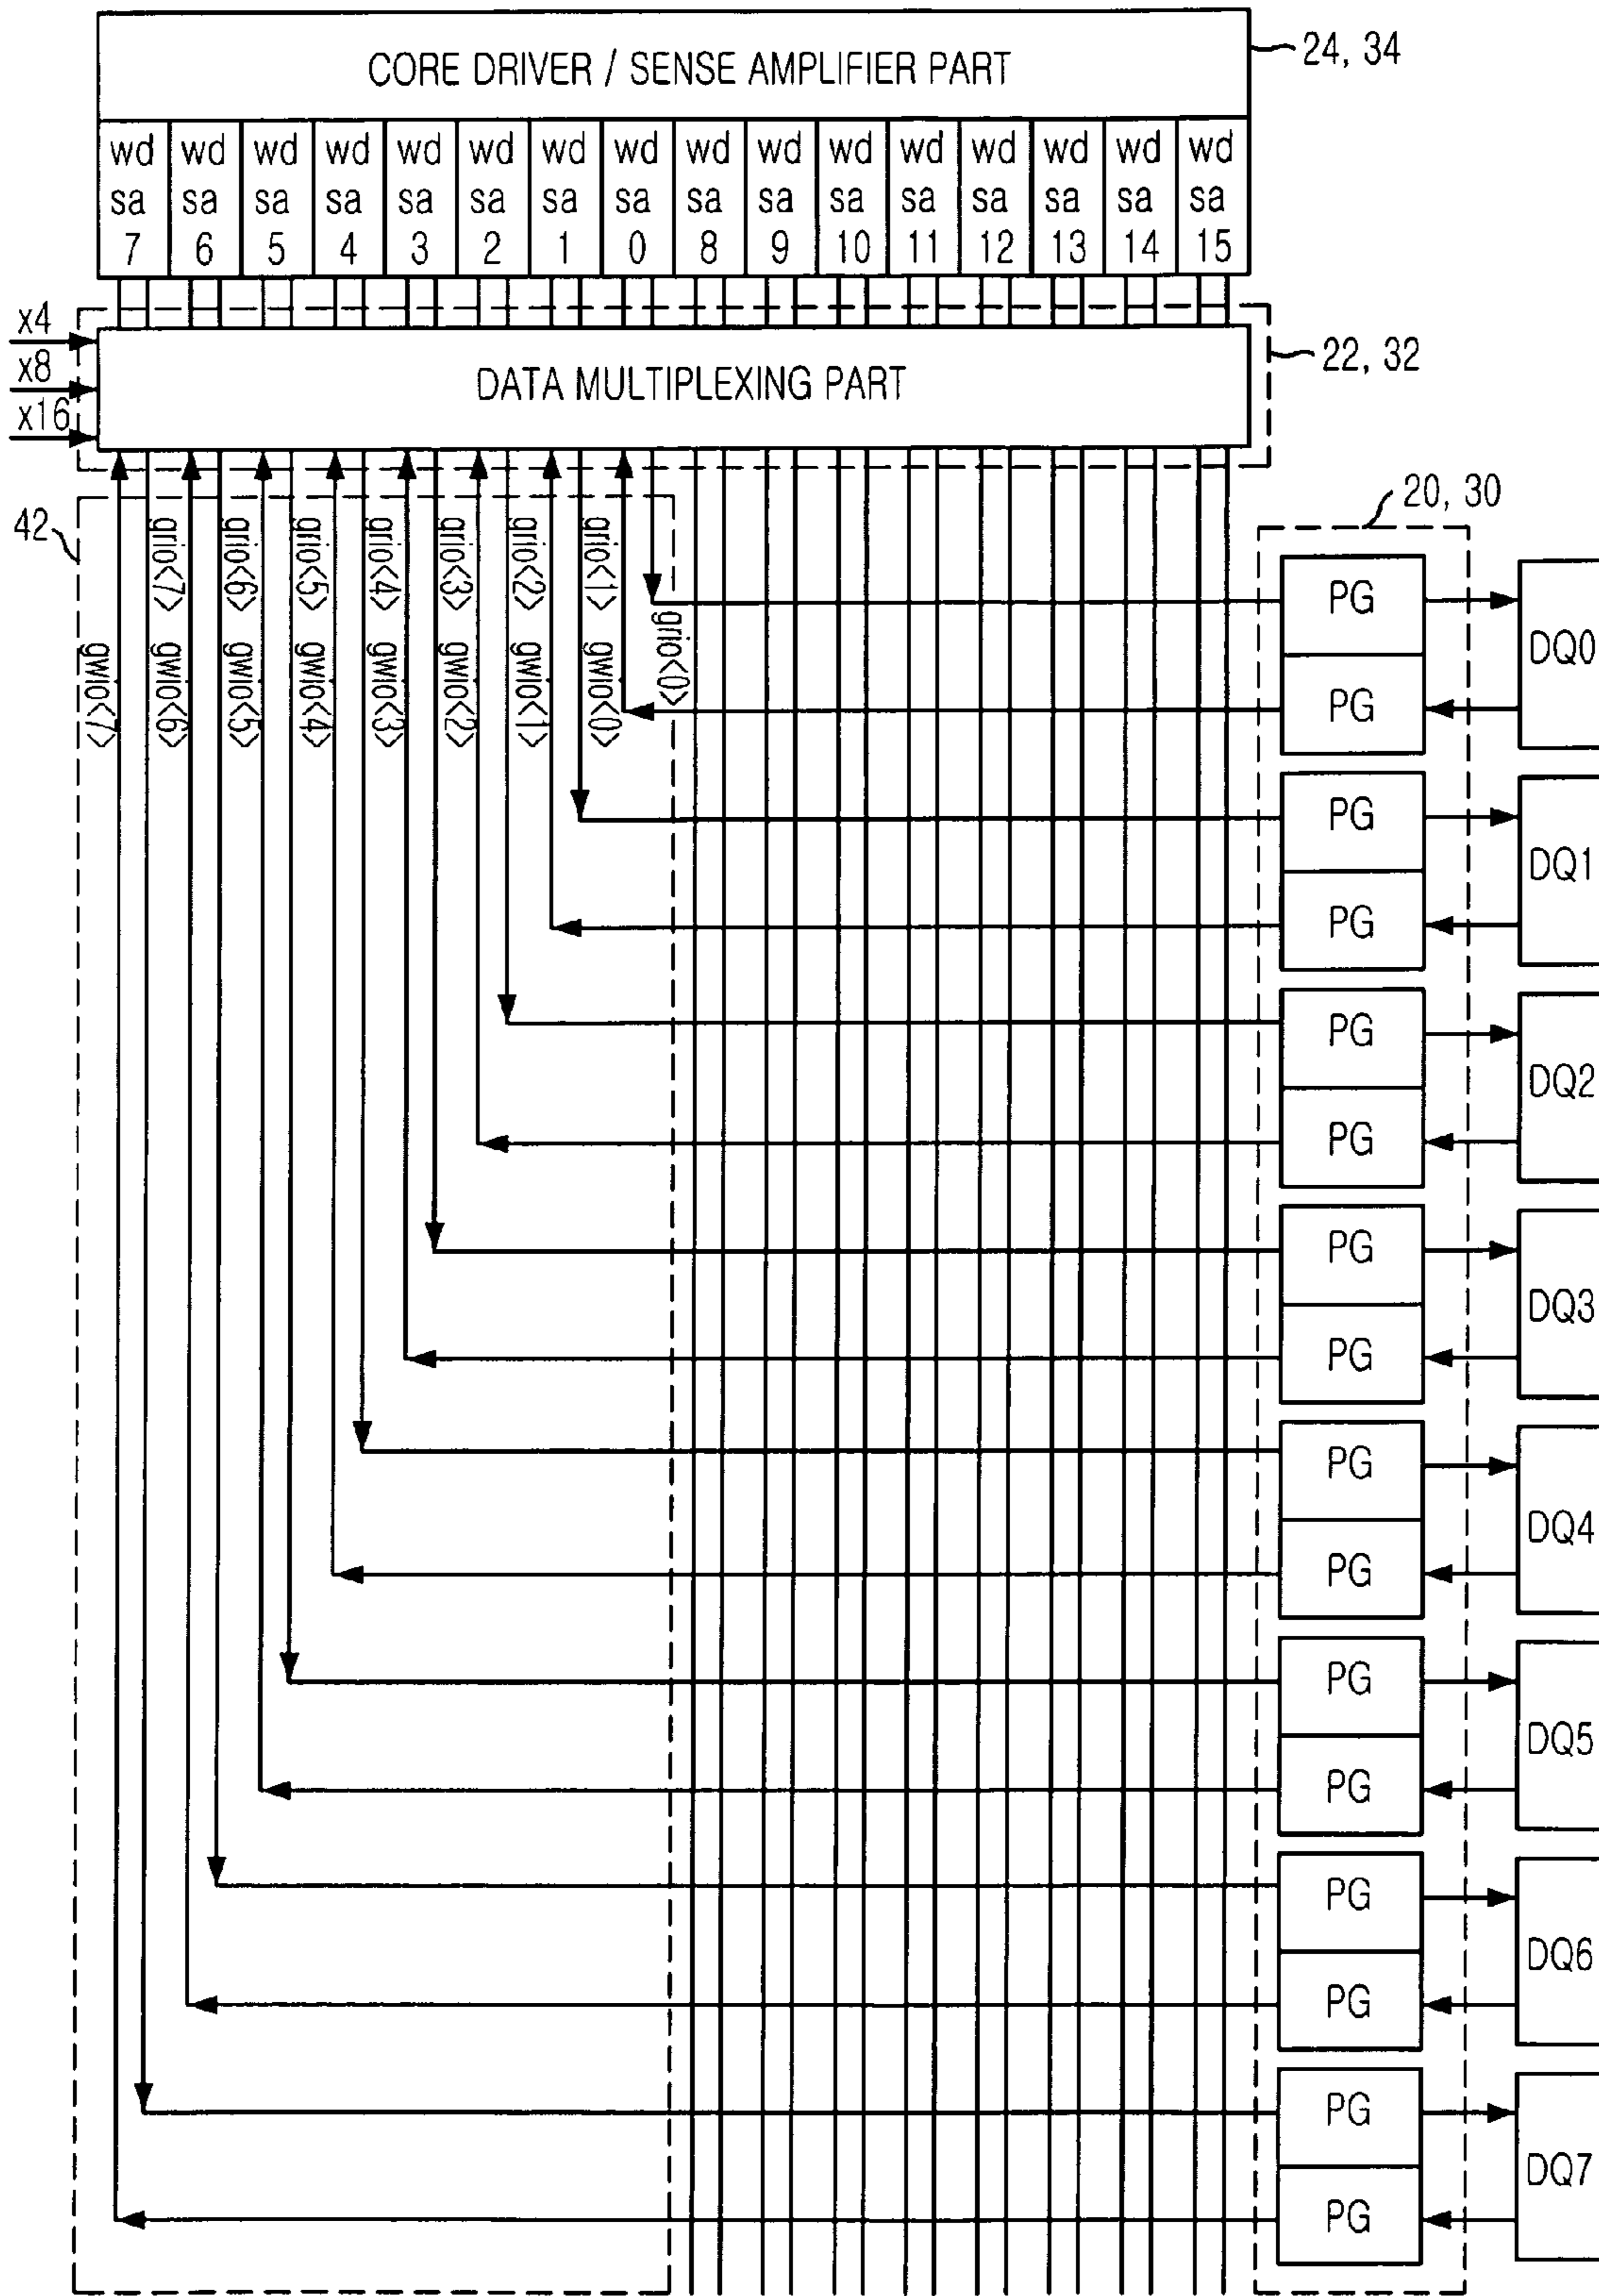 CORE DRIVER / SENSE AMPLIFIER PART
24, 34
wd sa 7
wd sa 6
wd sa 5
wd sa 4
wd sa 3
wd sa 2
wd sa 1
wd sa 0
wd sa 8
wd sa 9
wd sa 10
wd sa 11
wd sa 12
wd sa 13
wd sa 14
wd sa 15
x4
x8
x16
DATA MULTIPLEXING PART
22, 32
42
grio<7>
grio<6>
grio<5>
grio<4>
grio<3>
grio<2>
grio<1>
grio<0>
gwio<7>
gwio<6>
gwio<5>
gwio<4>
gwio<3>
gwio<2>
gwio<1>
gwio<0>
20, 30
PG
PG
DQ0
PG
PG
DQ1
PG
PG
DQ2
PG
PG
DQ3
PG
PG
DQ4
PG
PG
DQ5
PG
PG
DQ6
PG
PG
DQ7